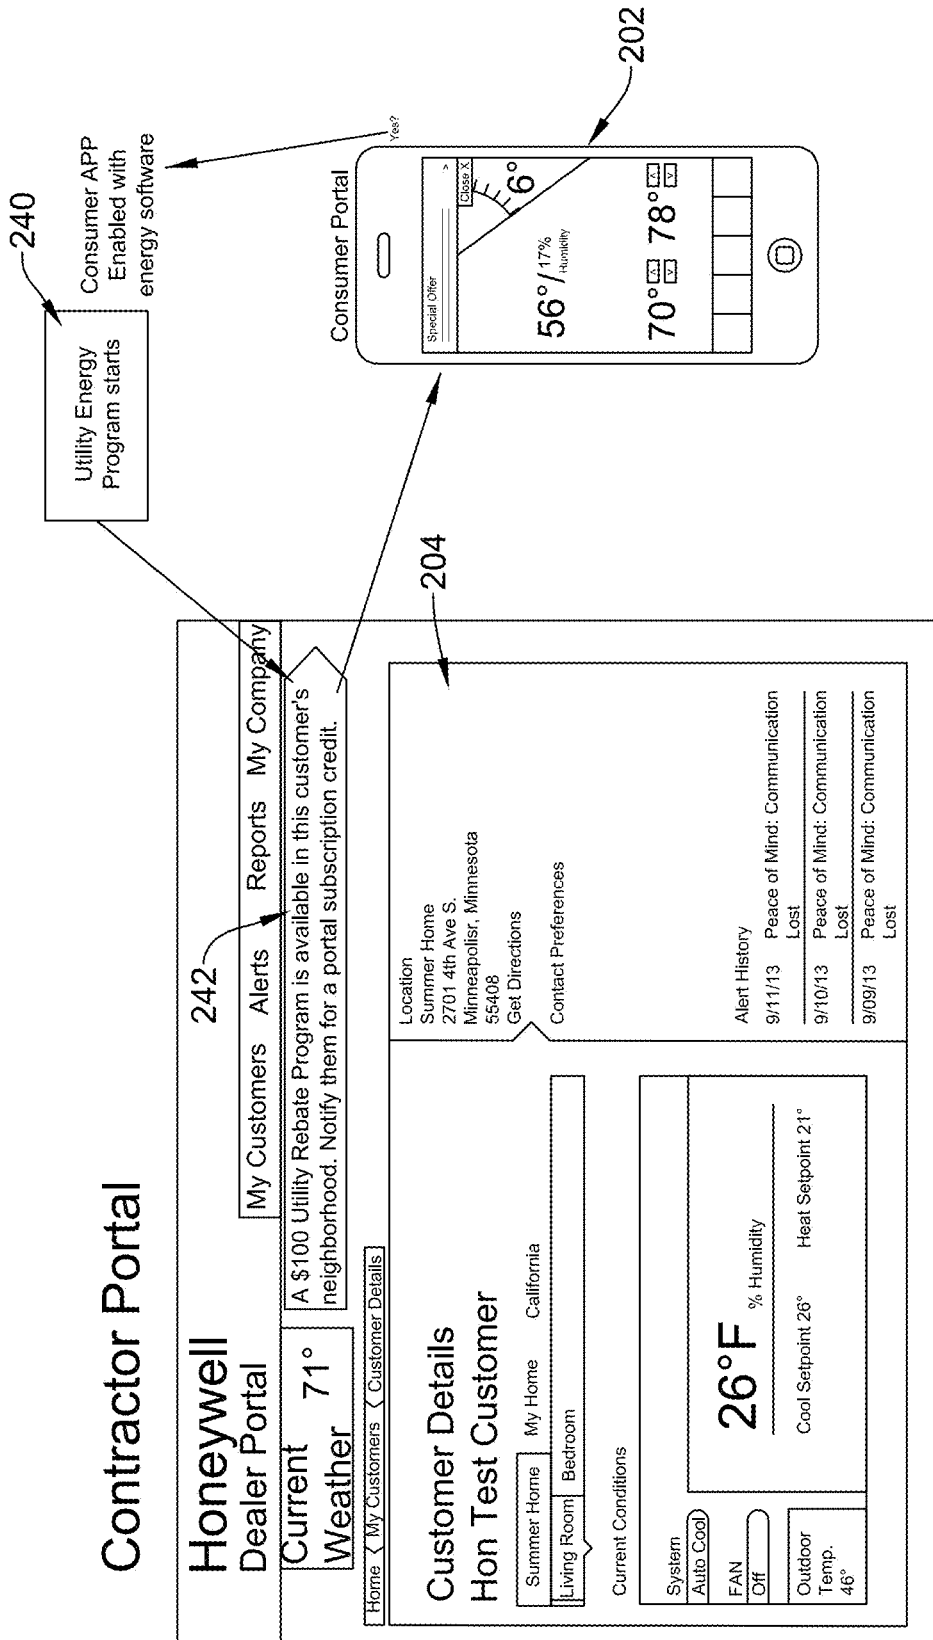 Contractor Portal
Honeywell
Dealer Portal
242
My Customers Alerts Reports My Company
Current
Weather
71°
A $100 Utility Rebate Program is available in this customer's
neighborhood. Notify them for a portal subscription credit.
Home < My Customers < Customer Details
204
Customer Details
Hon Test Customer
Summer Home My Home California
Living Room Bedroom
Current Conditions
System
Auto Cool
FAN
Off
Outdoor
Temp.
46°
26°F
% Humidity
Cool Setpoint 26° Heat Setpoint 21°
Location
Summer Home
2701 4th Ave S.
Minneapolisr, Minnesota
55408
Get Directions
Contact Preferences
Alert History
9/11/13 Peace of Mind: Communication
Lost
9/10/13 Peace of Mind: Communication
Lost
9/09/13 Peace of Mind: Communication
Lost
240
Utility Energy
Program starts
Consumer APP
Enabled with
energy software
Yes?
Consumer Portal
202
Special Offer >
Close X
6°
56°/17%
Humidity
70° 78°